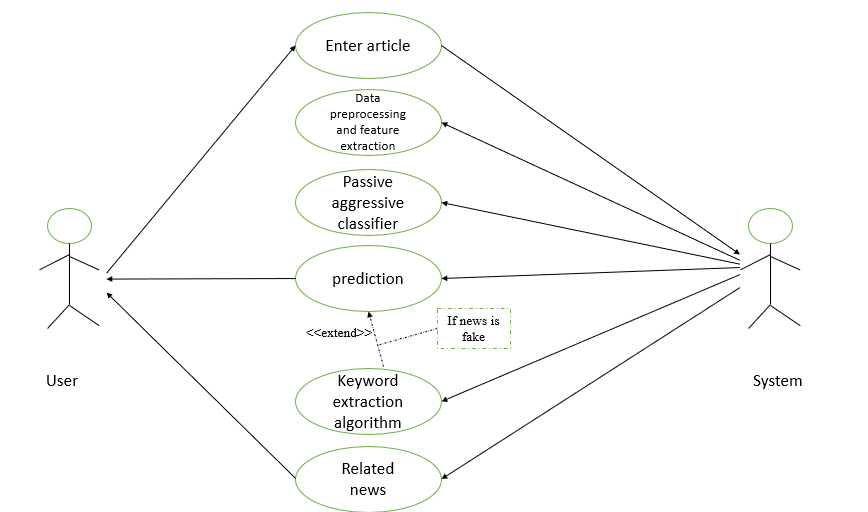 Enter article
Data
preprocessing
and feature
extraction
Passive
aggressive
classifier
prediction
<<extend>>
If news is
fake
User
System
Keyword
extraction
algorithm
Related
news